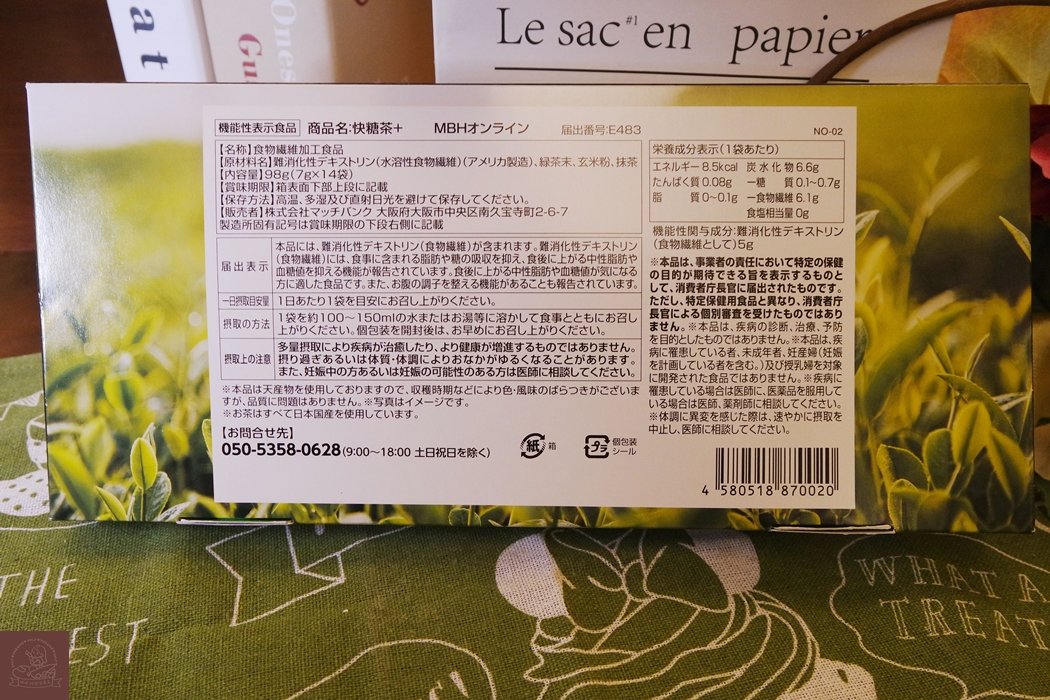 at
Gu
Ones
Le sac #1 en papier
機能性表示食品 商品名:快糖茶+ MBHオンライン 届出番号:E483 NO-02
【名称】食物繊維加工食品
【原材料名】難消化性デキストリン(水溶性食物繊維)(アメリカ製造)、緑茶末、玄米粉、抹茶
【内容量】98g(7g×14袋)
【賞味期限】箱表面下部上段に記載
【保存方法】高温、多湿及び直射日光を避けて保存してください。
【販売者】株式会社マッチバンク 大阪府大阪市中央区南久宝寺町2-6-7
製造所固有記号は賞味期限の下段右側に記載
届出表示
本品には、難消化性デキストリン(食物繊維)が含まれます。難消化性デキストリン
(食物繊維)には、食事に含まれる脂肪や糖の吸収を抑え、食後に上がる中性脂肪や
血糖値を抑える機能が報告されています。食後に上がる中性脂肪や血糖値が気になる
方に適した食品です。また、お腹の調子を整える機能があることも報告されています。
一日摂取目安量 1日あたり1袋を目安にお召し上がりください。
摂取の方法
1袋を約100~150mlの水またはお湯等に溶かして食事とともにお召し
上がりください。個包装を開封後は、お早めにお召し上がりください。
摂取上の注意
多量摂取により疾病が治癒したり、より健康が増進するものではありません。
摂り過ぎあるいは体質・体調によりおなかがゆるくなることがあります。
また、妊娠中の方あるいは妊娠の可能性のある方は医師に相談してください。
※本品は天産物を使用しておりますので、収穫時期などにより色・風味のばらつきがございま
すが、品質に問題はありません。※写真はイメージです。
※お茶はすべて日本国産を使用しています。
【お問合せ先】
050-5358-0628(9:00~18:00 土日祝日を除く)
紙 箱
プラ 個包装
シール
栄養成分表示(1袋あたり)
エネルギー 8.5kcal 炭水化物 6.6g
たんぱく質 0.08g -糖質 0.1~0.7g
脂質 0~0.1g -食物繊維 6.1g
食塩相当量 0g
機能性関与成分:難消化性デキストリン
(食物繊維として)5g
※本品は、事業者の責任において特定の保健
の目的が期待できる旨を表示するものと
して、消費者庁長官に届出されたものです。
ただし、特定保健用食品と異なり、消費者庁
長官による個別審査を受けたものではあり
ません。※本品は、疾病の診断、治療、予防
を目的としたものではありません。※本品は、疾
病に罹患している者、未成年者、妊産婦(妊娠
を計画している者を含む。)及び授乳婦を対象
に開発された食品ではありません。※疾病に
罹患している場合は医師に、医薬品を服用して
いる場合は医師、薬剤師に相談してください。
※体調に異変を感じた際は、速やかに摂取を
中止し、医師に相談してください。
4 580518 870020
THE
EST
WHAT A
TREAT